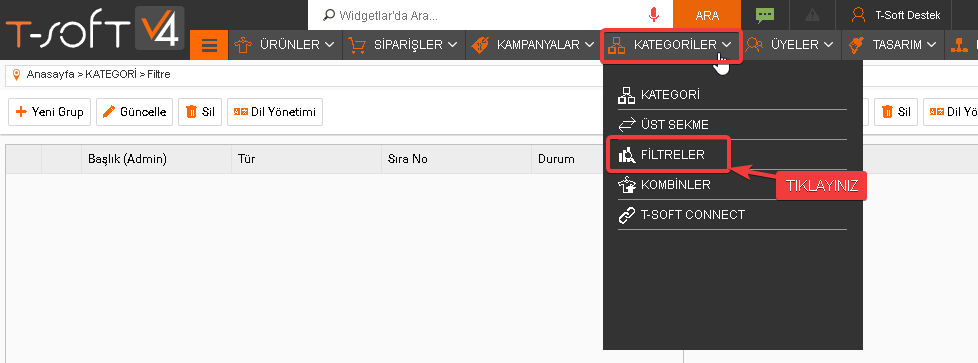 T-SOFT V4
Widgetlar'da Ara...
ARA
T-Soft Destek
ÜRÜNLER
SİPARİŞLER
KAMPANYALAR
KATEGORİLER
ÜYELER
TASARIM
Anasayfa > KATEGORİ > Filtre
Yeni Grup
Güncelle
Sil
Dil Yönetimi
Sil
Dil Yö
Başlık (Admin)
Tür
Sıra No
Durum
KATEGORİ
ÜST SEKME
FİLTRELER
KOMBİNLER
T-SOFT CONNECT
TIKLAYINIZ